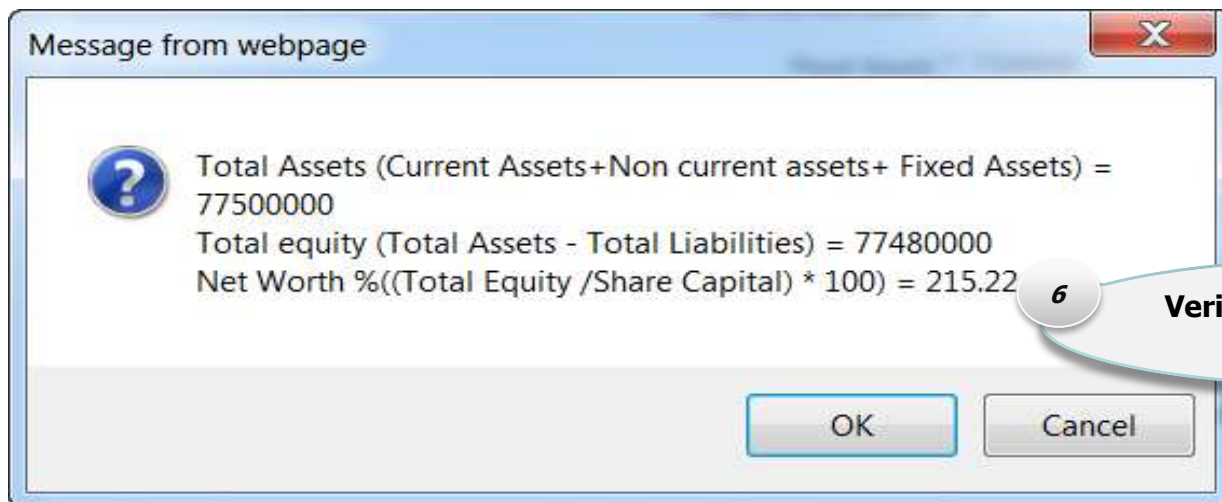 Message from webpage
Total Assets (Current Assets+Non current assets+ Fixed Assets) =
77500000
Total equity (Total Assets - Total Liabilities) = 77480000
Net Worth %((Total Equity /Share Capital) * 100) = 215.22
6
Veri
OK
Cancel